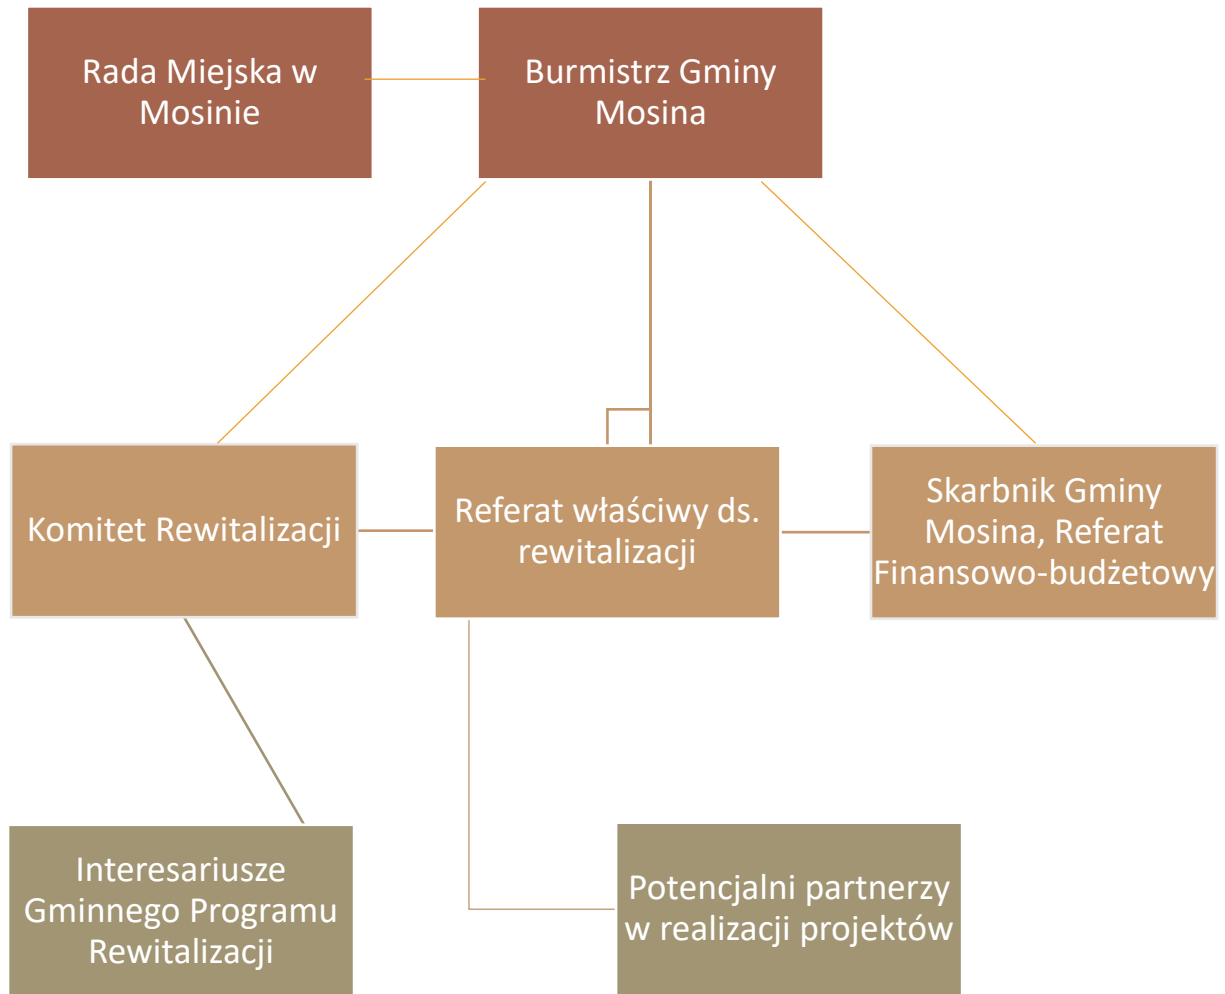 Rada Miejska w
Mosinie
Burmistrz Gminy
Mosina
Komitet Rewitalizacji
Referat właściwy ds.
rewitalizacji
Skarbnik Gminy
Mosina, Referat
Finansowo-budżetowy
Interesariusze
Gminnego Programu
Rewitalizacji
Potencjalni partnerzy
w realizacji projektów